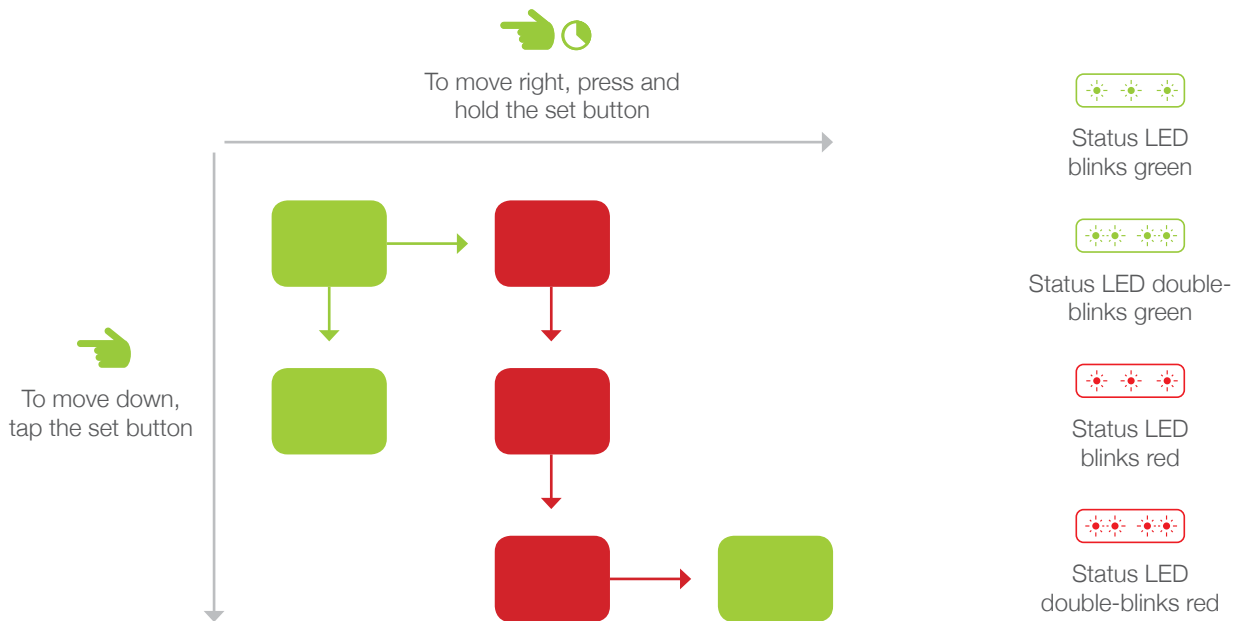 To move right, press and
hold the set button
To move down,
tap the set button
Status LED
blinks green
Status LED double-
blinks green
Status LED
blinks red
Status LED
double-blinks red